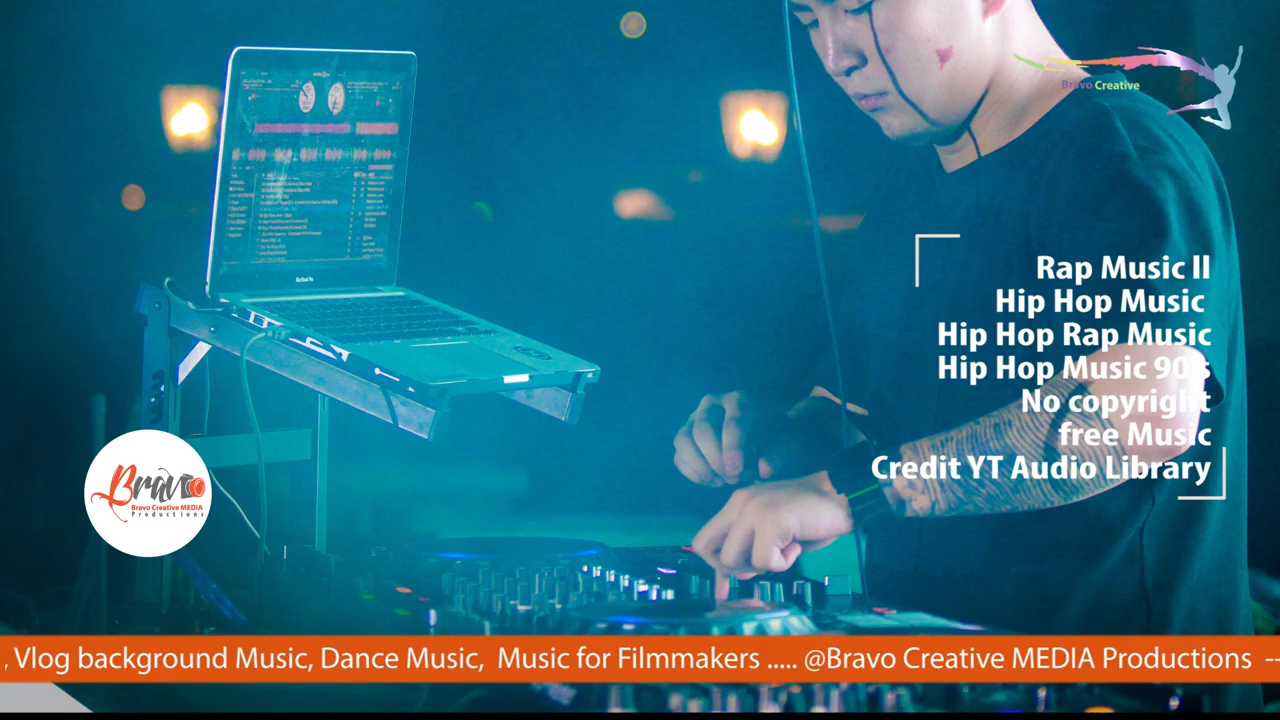 Bravo Creative
Rap Music II
Hip Hop Music
Hip Hop Rap Music
Hip Hop Music 90's
No copyright
free Music
Credit YT Audio Library
MacBook Pro
Bravo
Bravo Creative MEDIA
Productions
, Vlog background Music, Dance Music, Music for Filmmakers ..... @Bravo Creative MEDIA Productions --